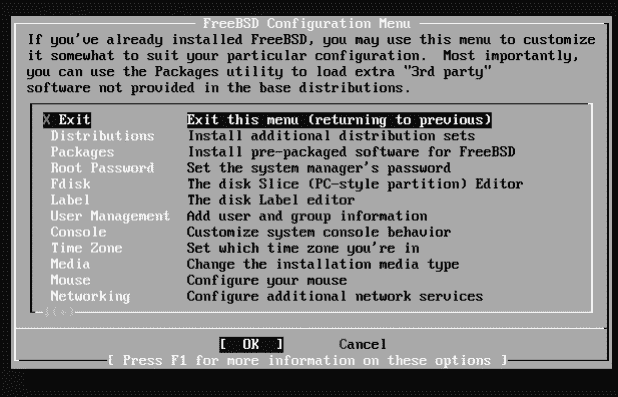 FreeBSD Configuration Menu
If you've already installed FreeBSD, you may use this menu to customize
it somewhat to suit your particular configuration.  Most importantly,
you can use the Packages utility to load extra "3rd party"
software not provided in the base distributions.
X Exit Exit this menu (returning to previous)
Distributions Install additional distribution sets
Packages Install pre-packaged software for FreeBSD
Root Password Set the system manager's password
Fdisk The disk Slice (PC-style partition) Editor
Label The disk Label editor
User Management Add user and group information
Console Customize system console behavior
Time Zone Set which time zone you're in
Media Change the installation media type
Mouse Configure your mouse
Networking Configure additional network services
[ OK ] Cancel
[ Press F1 for more information on these options ]